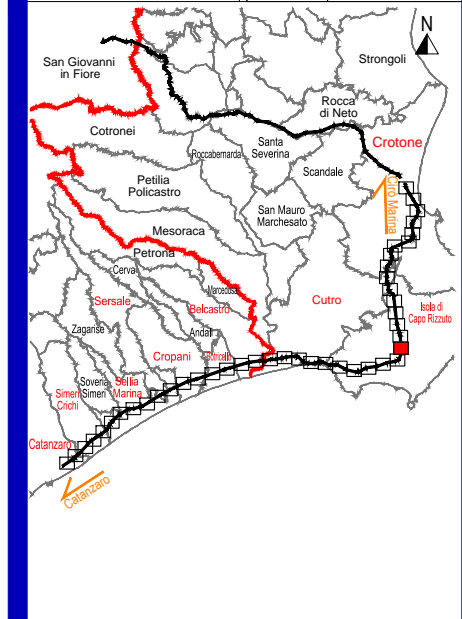 N
Strongoli
San Giovanni
in Fiore
Rocca
di Neto
Cotronei
Crotone
Santa
Severina
Roccabernarda
Scandale
Petilia
Policastro
Ciro Marina
San Mauro
Marchesato
Mesoraca
Petrona
Cerva
Marcedusa
Sersale
Belcastro
Cutro
Isola di
Capo Rizzuto
Zagarise
Andali
Cropani
Botricello
Soveria
Simeri
Sellia
Marina
Simeri
Crichi
Catanzaro
Catanzaro